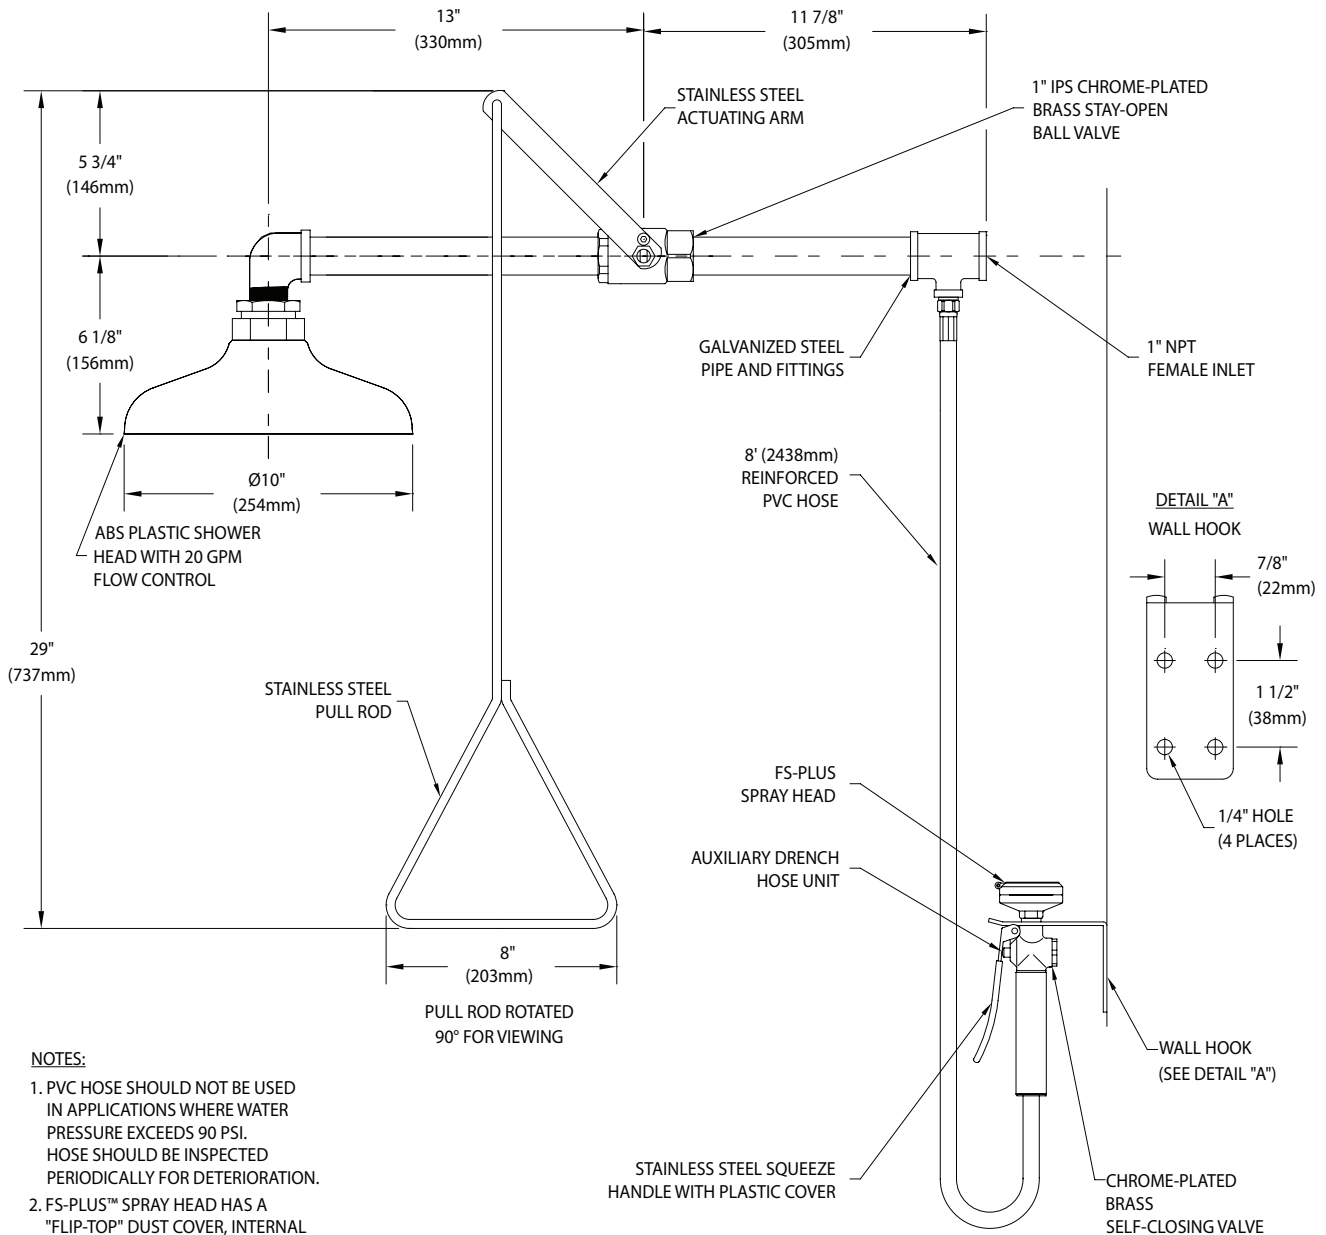 13"
(330mm)
11 7/8"
(305mm)
STAINLESS STEEL
ACTUATING ARM
1" IPS CHROME-PLATED
BRASS STAY-OPEN
BALL VALVE
5 3/4"
(146mm)
6 1/8"
(156mm)
GALVANIZED STEEL
PIPE AND FITTINGS
1" NPT
FEMALE INLET
Ø10"
(254mm)
8' (2438mm)
REINFORCED
PVC HOSE
ABS PLASTIC SHOWER
HEAD WITH 20 GPM
FLOW CONTROL
DETAIL "A"
WALL HOOK
7/8"
(22mm)
29"
(737mm)
STAINLESS STEEL
PULL ROD
1 1/2"
(38mm)
FS-PLUS
SPRAY HEAD
1/4" HOLE
(4 PLACES)
AUXILIARY DRENCH
HOSE UNIT
8"
(203mm)
PULL ROD ROTATED
90° FOR VIEWING
WALL HOOK
(SEE DETAIL "A")
NOTES:
1. PVC HOSE SHOULD NOT BE USED
IN APPLICATIONS WHERE WATER
PRESSURE EXCEEDS 90 PSI.
HOSE SHOULD BE INSPECTED
PERIODICALLY FOR DETERIORATION.
2. FS-PLUS™ SPRAY HEAD HAS A
"FLIP-TOP" DUST COVER, INTERNAL
STAINLESS STEEL SQUEEZE
HANDLE WITH PLASTIC COVER
CHROME-PLATED
BRASS
SELF-CLOSING VALVE